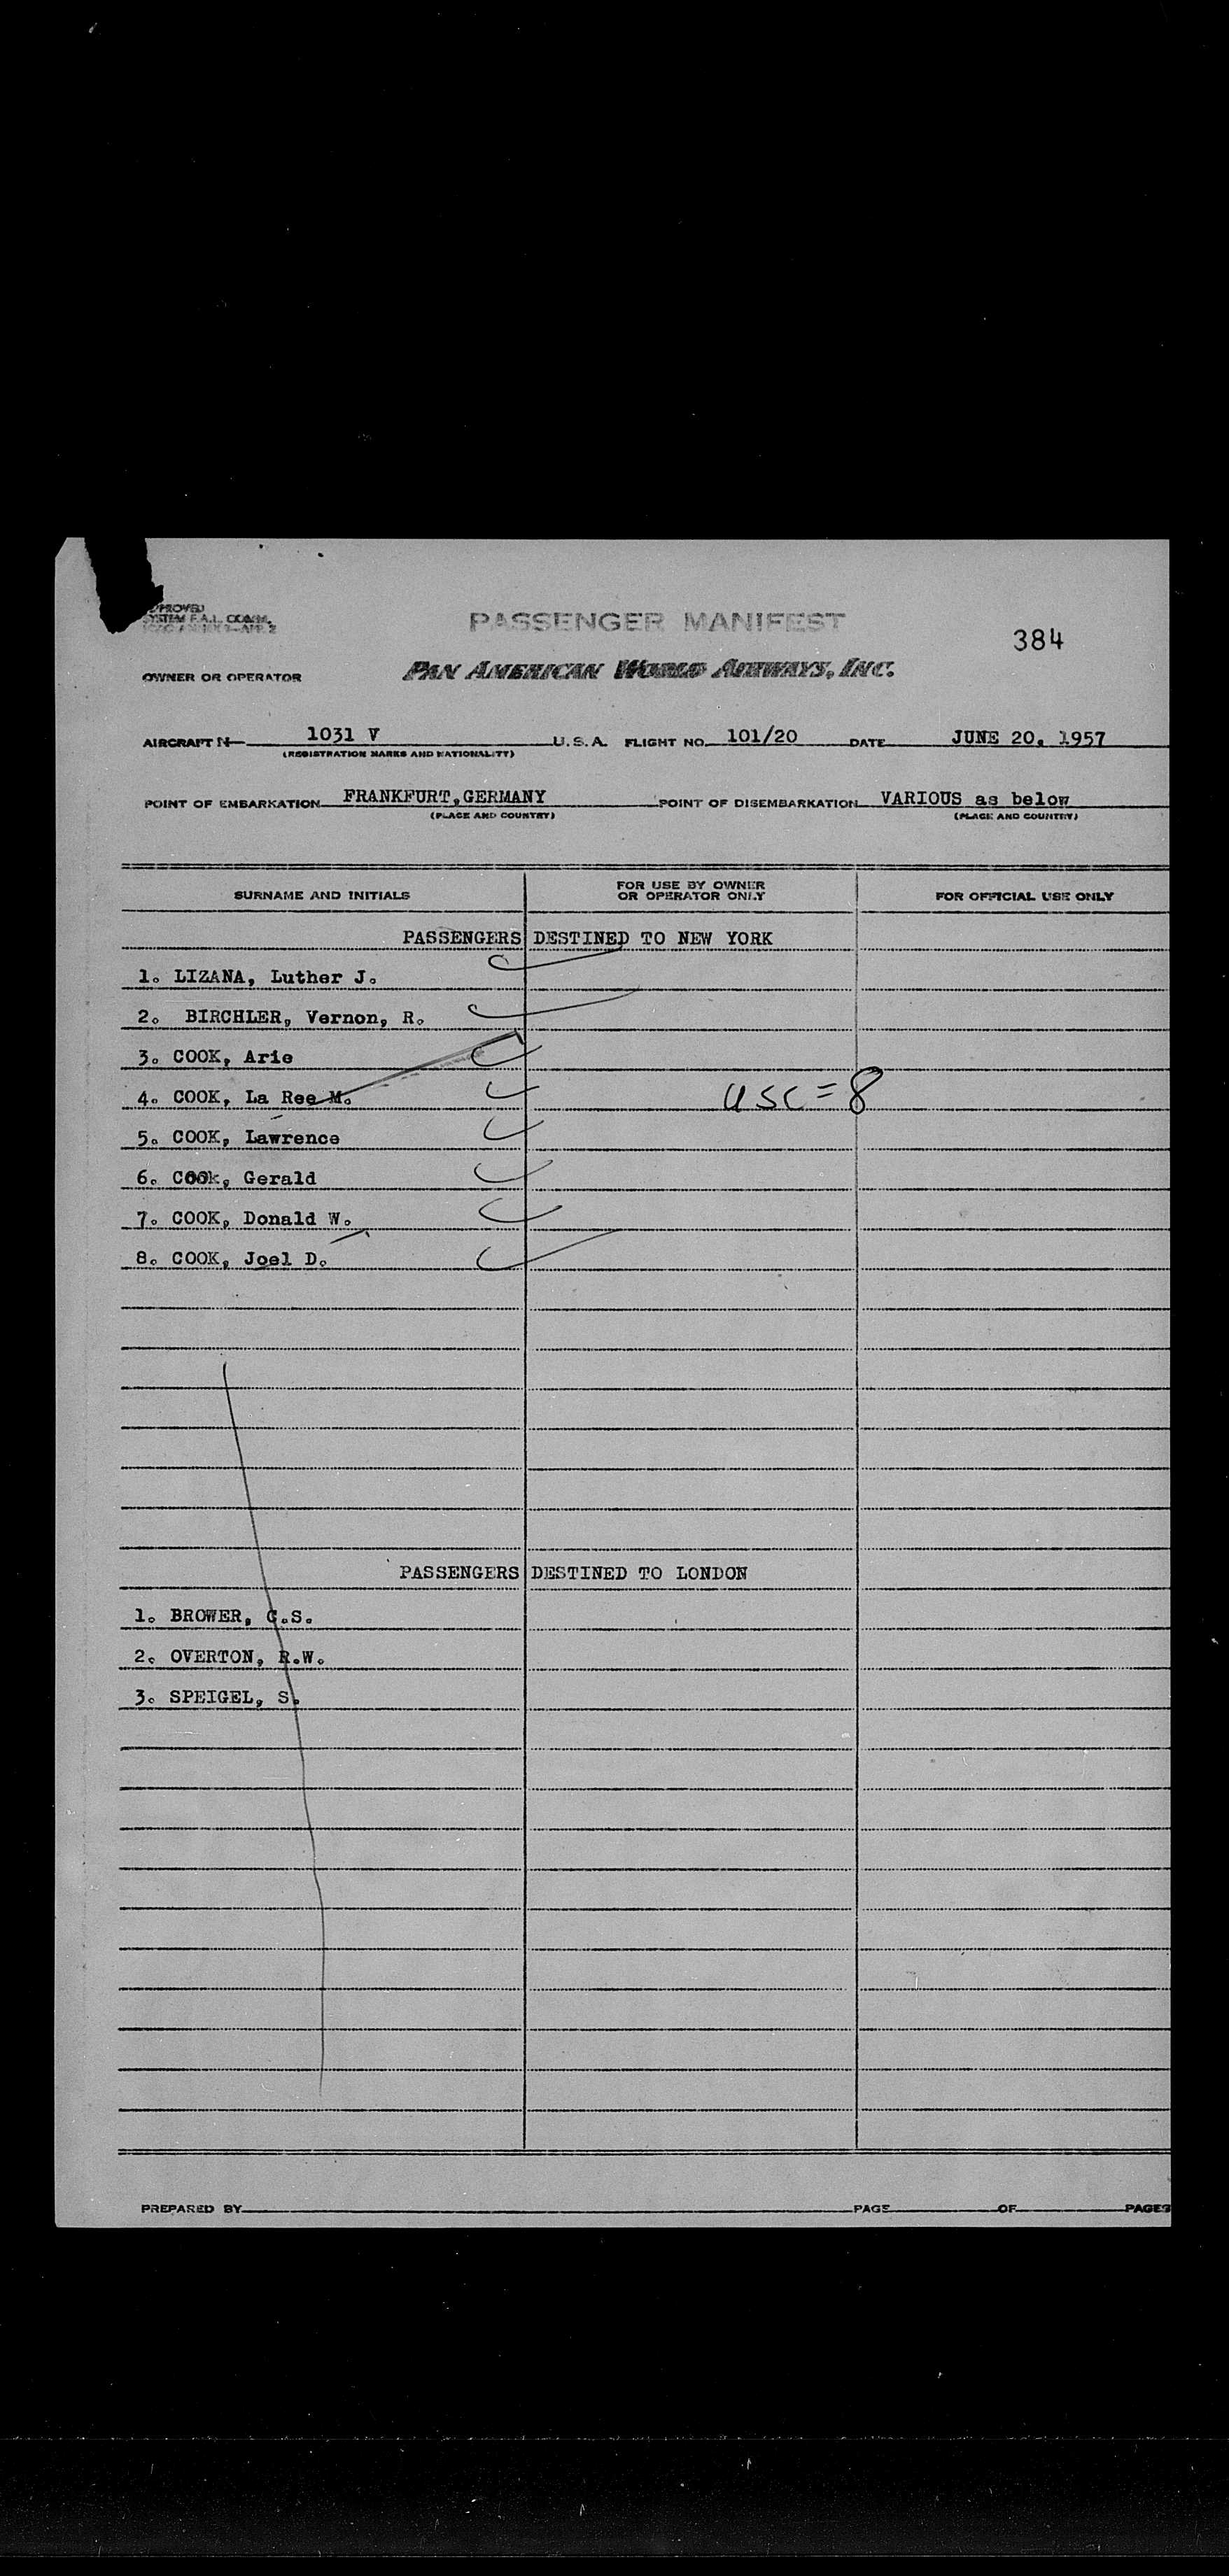 APPROVED
SYSTEM F.A.L. COMM.
PASSENGER MANIFEST
384
OWNER OR OPERATOR PAN AMERICAN WORLD AIRWAYS, INC.
AIRCRAFT N 1031 V U.S.A. FLIGHT NO. 101/20 DATE JUNE 20, 1957
(REGISTRATION MARKS AND NATIONALITY)
POINT OF EMBARKATION FRANKFURT, GERMANY POINT OF DISEMBARKATION VARIOUS as below
(PLACE AND COUNTRY) (PLACE AND COUNTRY)
SURNAME AND INITIALS FOR USE BY OWNER OR OPERATOR ONLY FOR OFFICIAL USE ONLY
PASSENGERS DESTINED TO NEW YORK
1. LIZANA, Luther J.
2. BIRCHLER, Vernon, R.
3. COOK, Arie
4. COOK, La Ree M. USC=8
5. COOK, Lawrence
6. COOk, Gerald
7. COOK, Donald W.
8. COOK, Joel D.
PASSENGERS DESTINED TO LONDON
1. BROWER, C.S.
2. OVERTON, R.W.
3. SPEIGEL, S.
PREPARED BY PAGE OF PAGES